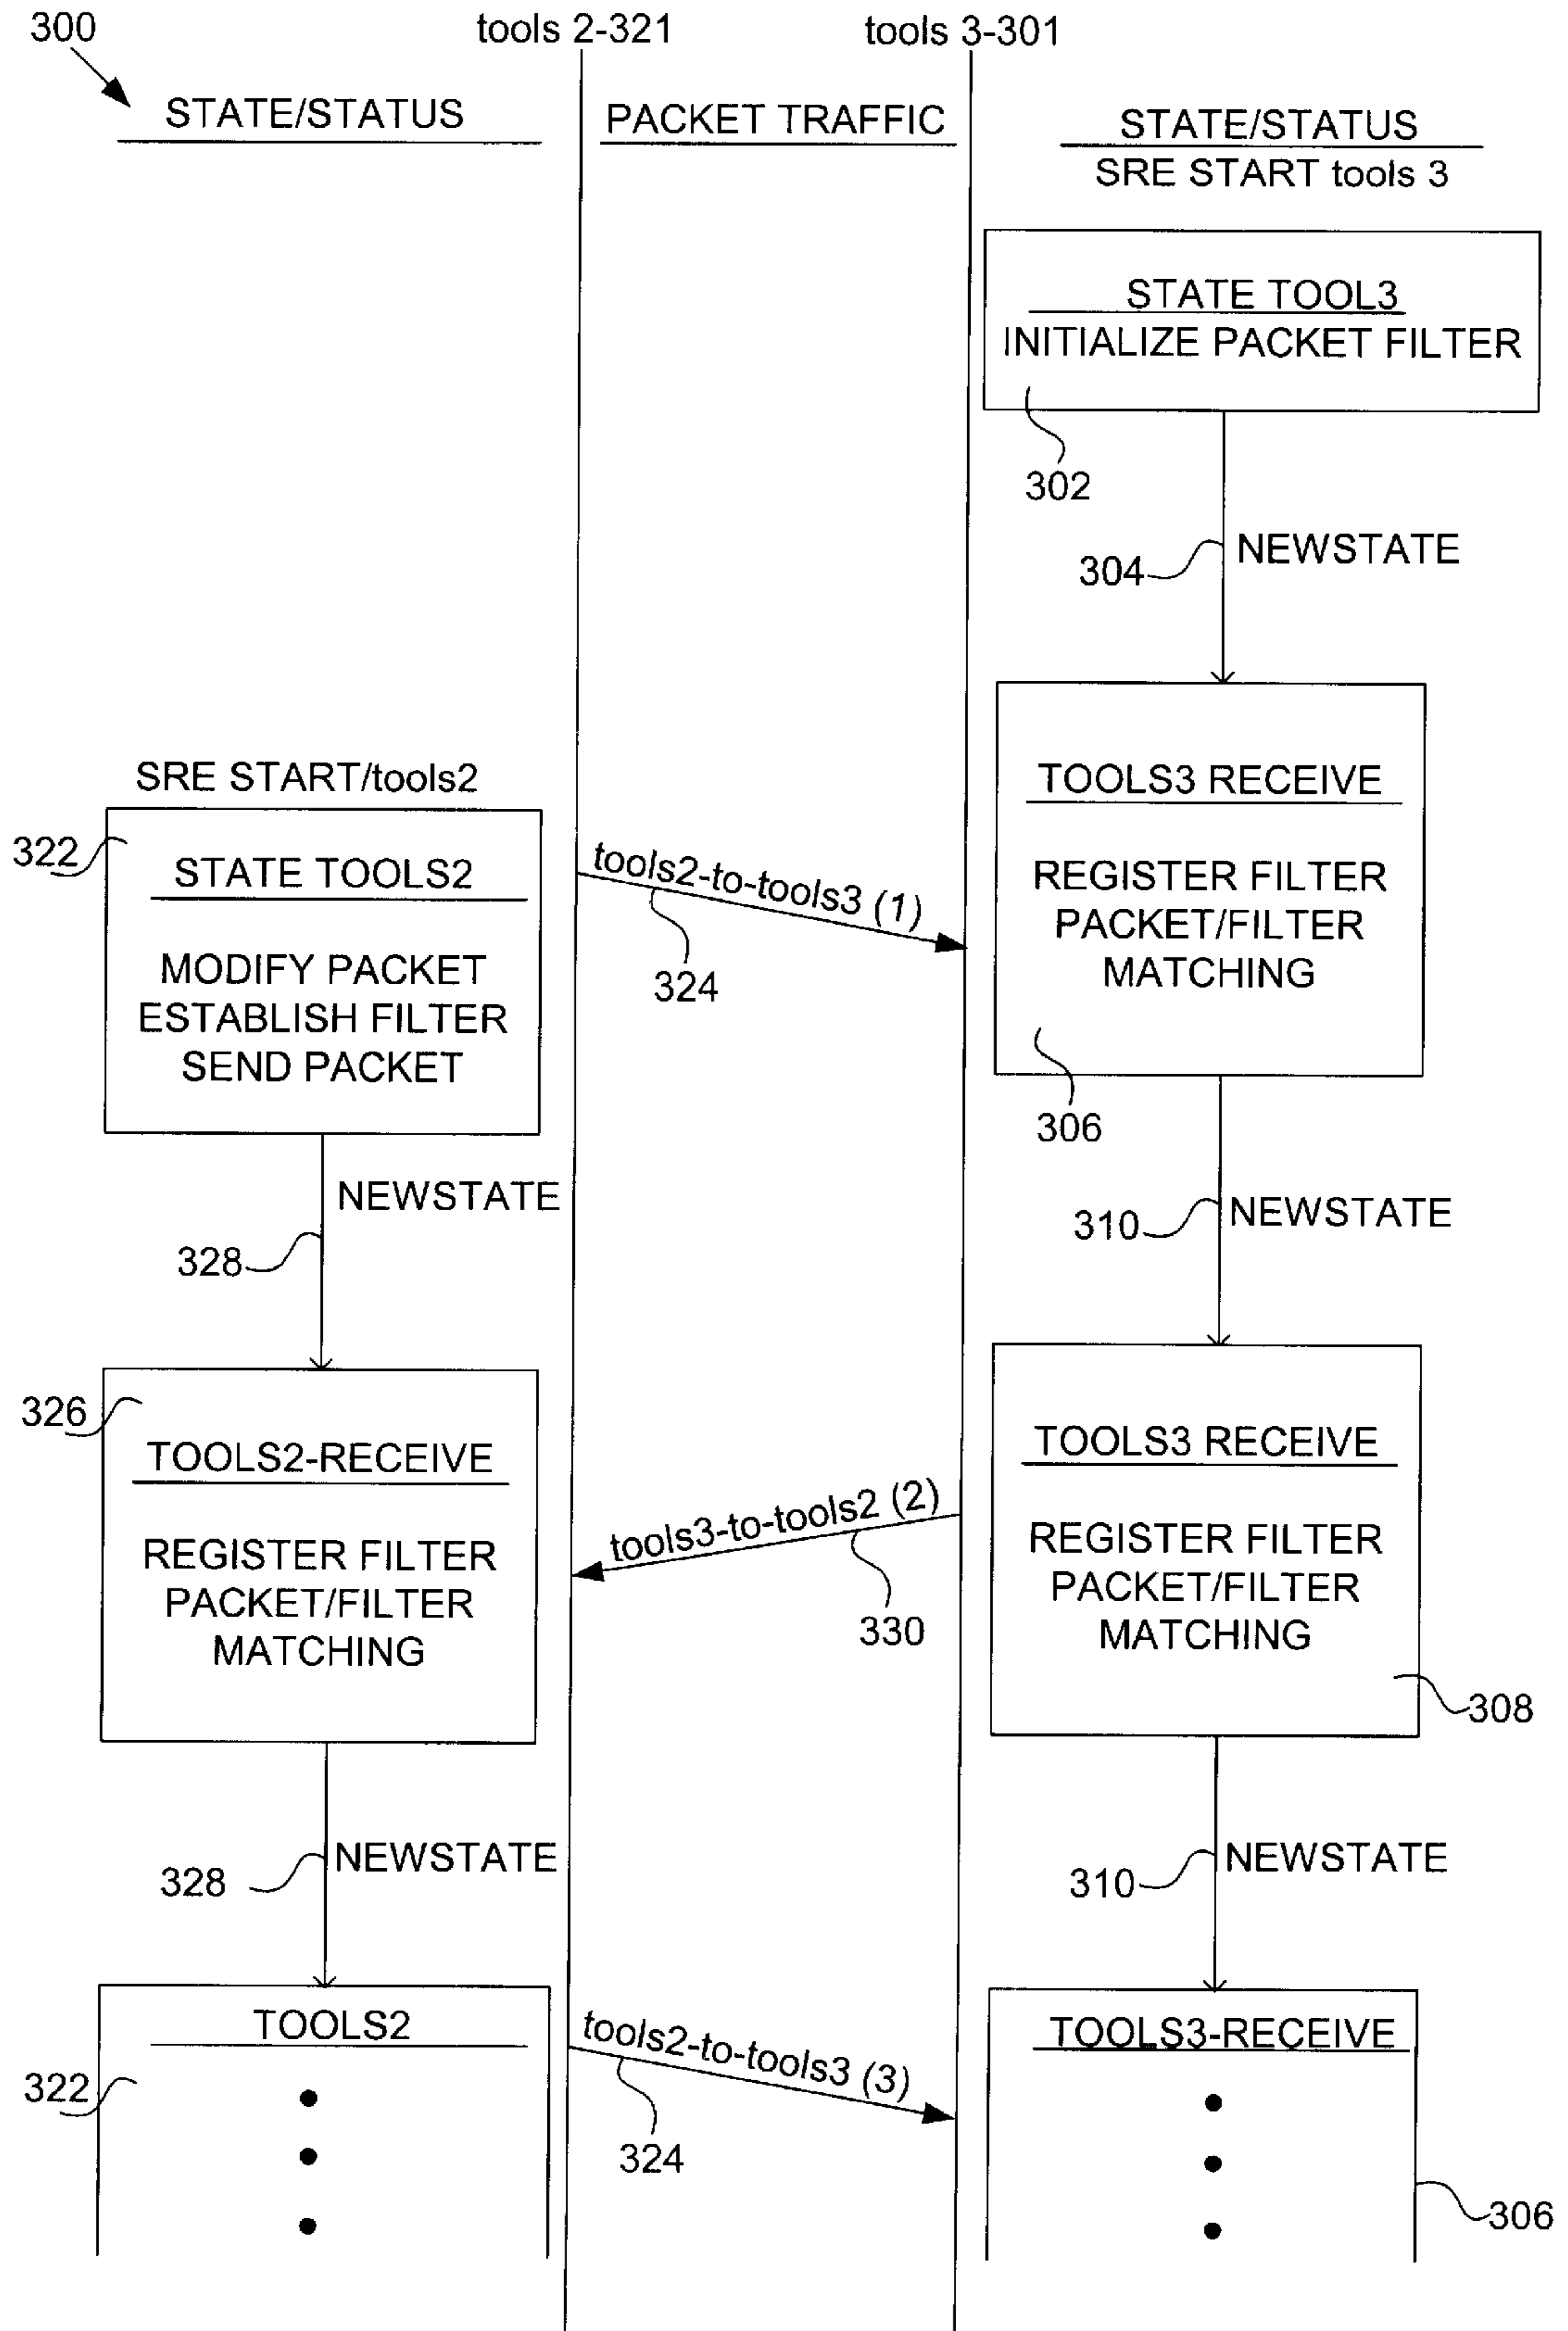 300
tools 2-321
tools 3-301
STATE/STATUS
PACKET TRAFFIC
STATE/STATUS
SRE START tools 3
STATE TOOL3
INITIALIZE PACKET FILTER
302
304
NEWSTATE
SRE START/tools2
322
STATE TOOLS2
MODIFY PACKET
ESTABLISH FILTER
SEND PACKET
tools2-to-tools3 (1)
324
TOOLS3 RECEIVE
REGISTER FILTER
PACKET/FILTER
MATCHING
306
NEWSTATE
328
310
NEWSTATE
326
TOOLS2-RECEIVE
REGISTER FILTER
PACKET/FILTER
MATCHING
tools3-to-tools2 (2)
330
TOOLS3 RECEIVE
REGISTER FILTER
PACKET/FILTER
MATCHING
308
NEWSTATE
328
310
NEWSTATE
TOOLS2
322
tools2-to-tools3 (3)
324
TOOLS3-RECEIVE
306